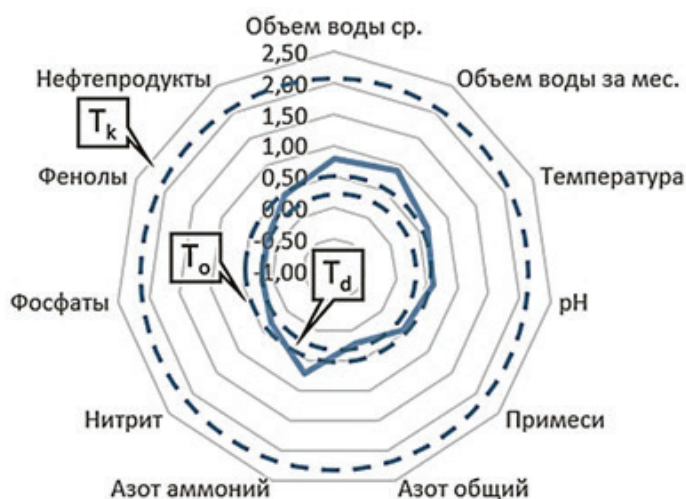 Объем воды ср.
Объем воды за мес.
Температура
pH
Примеси
Азот общий
Азот аммоний
Нитрит
Фосфаты
Фенолы
Нефтепродукты
2,50
2,00
1,50
1,00
0,50
0,00
-0,50
-1,00
Tk
To
Td